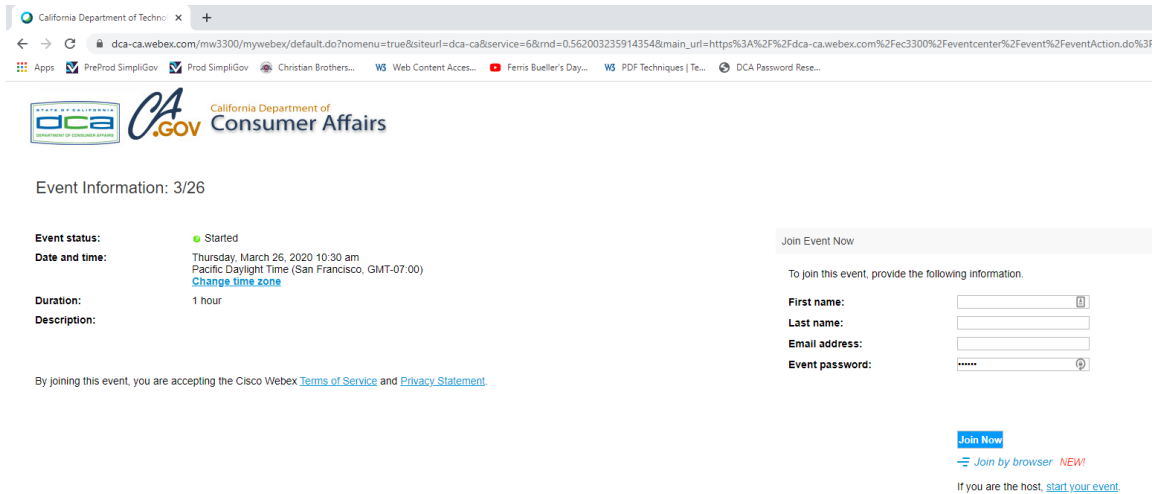 California Department of Technol
dca-ca.webex.com/mw3300/mywebex/default.do?nomenu=true&siteurl=dca-ca&service=6&rnd=0.562003235914354&main_url=https%3A%2F%2Fdca-ca.webex.com%2Fec3300%2Feventcenter%2Fevent%2FeventAction.do%3F
Apps PreProd SimpliGov Prod SimpliGov Christian Brothers... Web Content Acces... Ferris Bueller's Day... PDF Techniques | Te... DCA Password Rese...
STATE OF CALIFORNIA
dca
DEPARTMENT OF CONSUMER AFFAIRS
CA.GOV
California Department of
Consumer Affairs
Event Information: 3/26
Event status: Started
Date and time: Thursday, March 26, 2020 10:30 am
Pacific Daylight Time (San Francisco, GMT-07:00)
Change time zone
Duration: 1 hour
Description:
By joining this event, you are accepting the Cisco Webex Terms of Service and Privacy Statement.
Join Event Now
To join this event, provide the following information.
First name:
Last name:
Email address:
Event password: ••••••
Join Now
Join by browser NEW!
If you are the host, start your event.